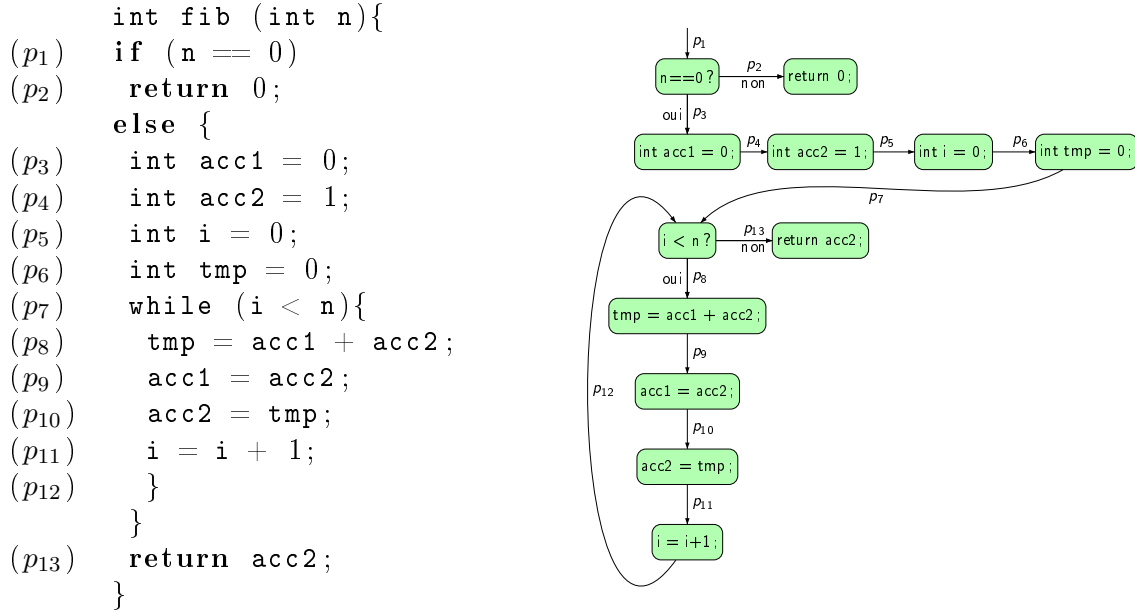 int fib (int n){
(p1) if (n == 0)
(p2) return 0;
else {
(p3) int acc1 = 0;
(p4) int acc2 = 1;
(p5) int i = 0;
(p6) int tmp = 0;
(p7) while (i < n){
(p8) tmp = acc1 + acc2;
(p9) acc1 = acc2;
(p10) acc2 = tmp;
(p11) i = i + 1;
(p12) }
}
(p13) return acc2;
}
p1
n==0 ?
p2
non
return 0;
oui p3
int acc1 = 0;
p4
int acc2 = 1;
p5
int i = 0;
p6
int tmp = 0;
p7
i < n ?
p13
non
return acc2;
oui p8
tmp = acc1 + acc2;
p9
p12
acc1 = acc2;
p10
acc2 = tmp;
p11
i = i+1;